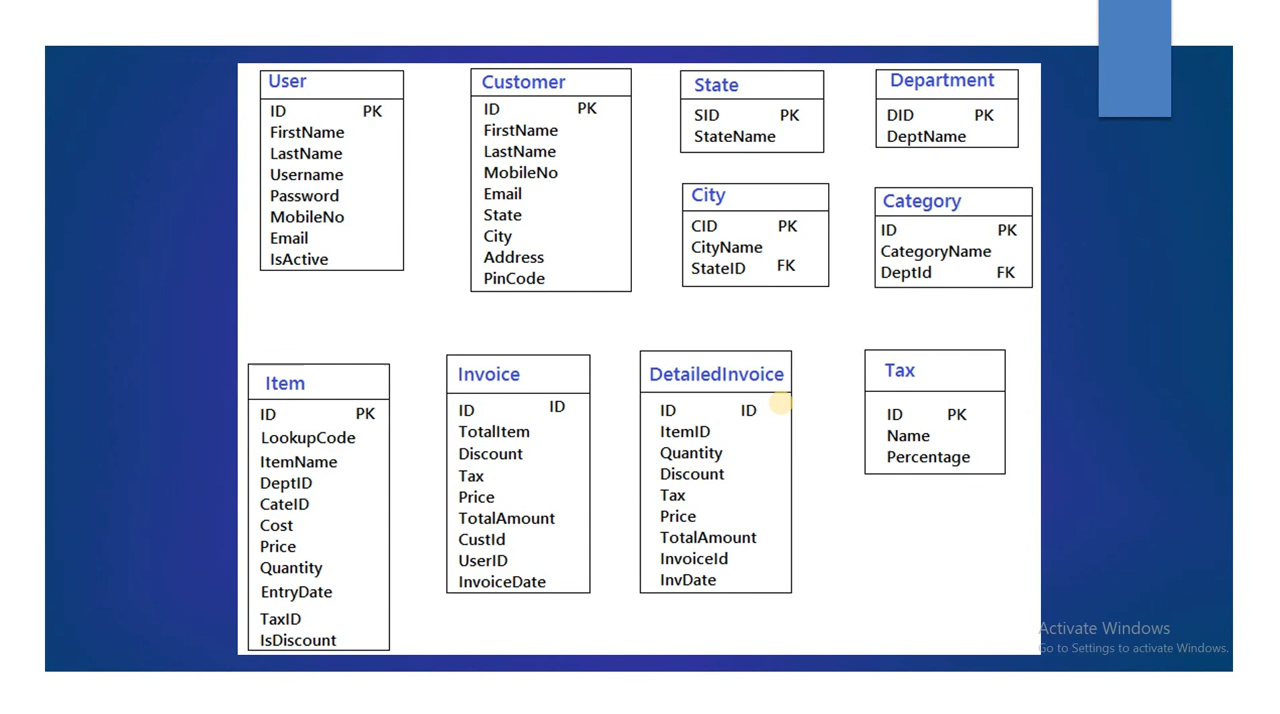 User
ID PK
FirstName
LastName
Username
Password
MobileNo
Email
IsActive
Customer
ID PK
FirstName
LastName
MobileNo
Email
State
City
Address
PinCode
State
SID PK
StateName
Department
DID PK
DeptName
City
CID PK
CityName
StateID FK
Category
ID PK
CategoryName
DeptId FK
Item
ID PK
LookupCode
ItemName
DeptID
CateID
Cost
Price
Quantity
EntryDate
TaxID
IsDiscount
Invoice
ID ID
TotalItem
Discount
Tax
Price
TotalAmount
CustId
UserID
InvoiceDate
DetailedInvoice
ID ID
ItemID
Quantity
Discount
Tax
Price
TotalAmount
InvoiceId
InvDate
Tax
ID PK
Name
Percentage
Activate Windows
Go to Settings to activate Windows.